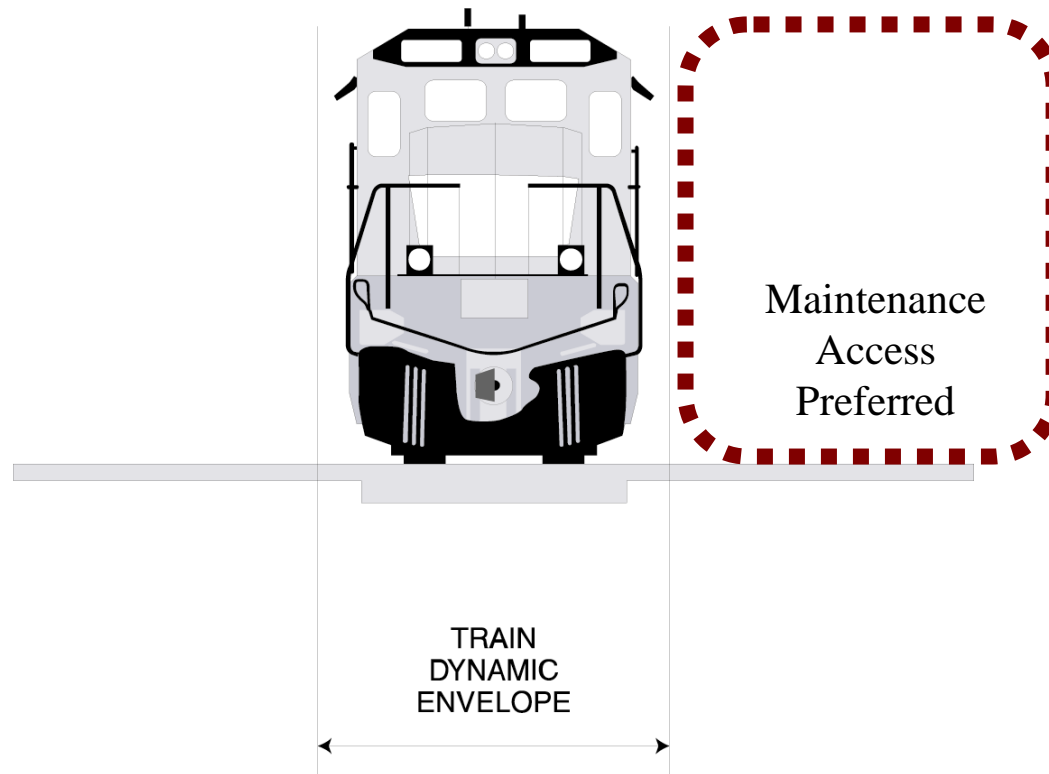 Maintenance
Access
Preferred
TRAIN
DYNAMIC
ENVELOPE